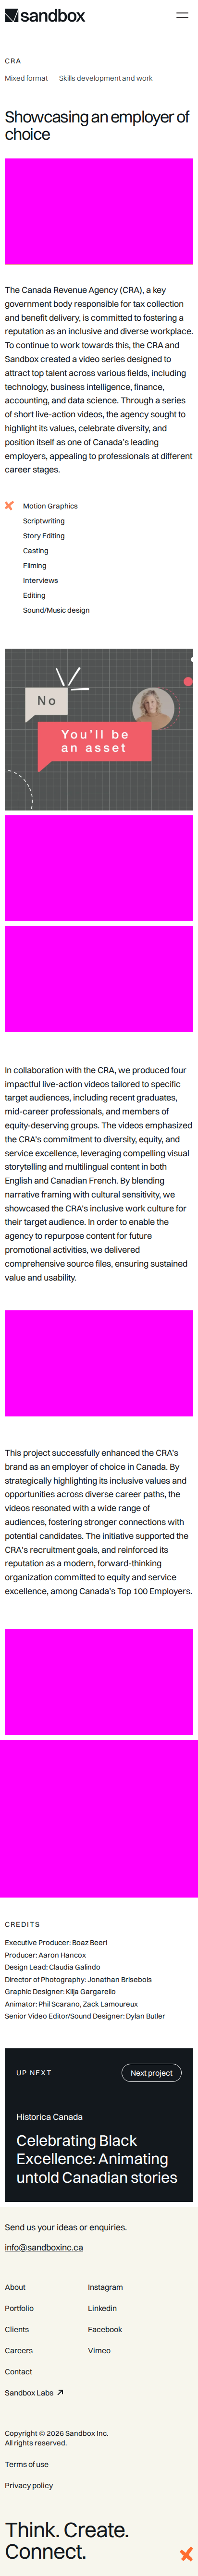 sandbox
CRA
Mixed format Skills development and work
Showcasing an employer of
choice
The Canada Revenue Agency (CRA), a key
government body responsible for tax collection
and benefit delivery, is committed to fostering a
reputation as an inclusive and diverse workplace.
To continue to work towards this, the CRA and
Sandbox created a video series designed to
attract top talent across various fields, including
technology, business intelligence, finance,
accounting, and data science. Through a series
of short live-action videos, the agency sought to
highlight its values, celebrate diversity, and
position itself as one of Canada's leading
employers, appealing to professionals at different
career stages.
Motion Graphics
Scriptwriting
Story Editing
Casting
Filming
Interviews
Editing
Sound/Music design
No
You'll be
an asset
In collaboration with the CRA, we produced four
impactful live-action videos tailored to specific
target audiences, including recent graduates,
mid-career professionals, and members of
equity-deserving groups. The videos emphasized
the CRA's commitment to diversity, equity, and
service excellence, leveraging compelling visual
storytelling and multilingual content in both
English and Canadian French. By blending
narrative framing with cultural sensitivity, we
showcased the CRA's inclusive work culture for
their target audience. In order to enable the
agency to repurpose content for future
promotional activities, we delivered
comprehensive source files, ensuring sustained
value and usability.
This project successfully enhanced the CRA's
brand as an employer of choice in Canada. By
strategically highlighting its inclusive values and
opportunities across diverse career paths, the
videos resonated with a wide range of
audiences, fostering stronger connections with
potential candidates. The initiative supported the
CRA's recruitment goals, and reinforced its
reputation as a modern, forward-thinking
organization committed to equity and service
excellence, among Canada's Top 100 Employers.
CREDITS
Executive Producer: Boaz Beeri
Producer: Aaron Hancox
Design Lead: Claudia Galindo
Director of Photography: Jonathan Brisebois
Graphic Designer: Kiija Gargarello
Animator: Phil Scarano, Zack Lamoureux
Senior Video Editor/Sound Designer: Dylan Butler
UP NEXT Next project
Historica Canada
Celebrating Black
Excellence: Animating
untold Canadian stories
Send us your ideas or enquiries.
info@sandboxinc.ca
About Instagram
Portfolio Linkedin
Clients Facebook
Careers Vimeo
Contact
Sandbox Labs
Copyright © 2026 Sandbox Inc.
All rights reserved.
Terms of use
Privacy policy
Think. Create.
Connect.